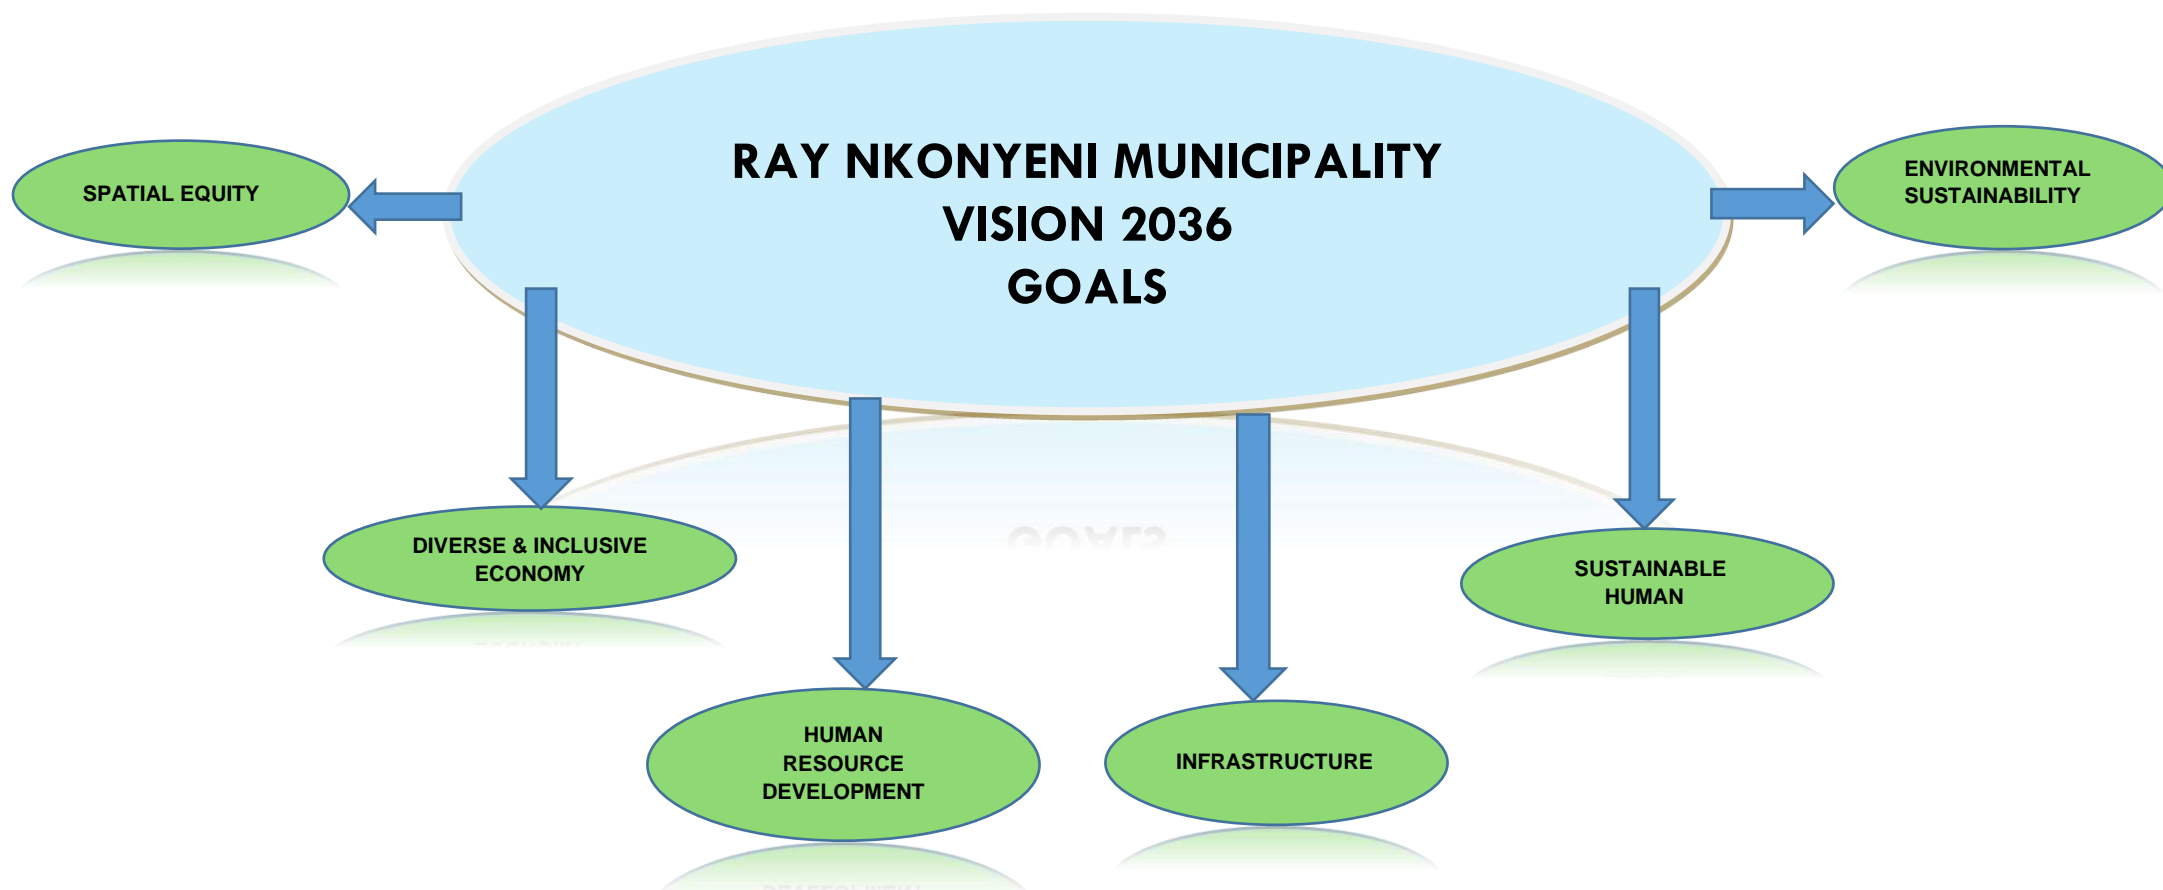 RAY NKONYENI MUNICIPALITY
VISION 2036
GOALS
SPATIAL EQUITY
ENVIRONMENTAL
SUSTAINABILITY
DIVERSE & INCLUSIVE
ECONOMY
SUSTAINABLE
HUMAN
HUMAN
RESOURCE
DEVELOPMENT
INFRASTRUCTURE